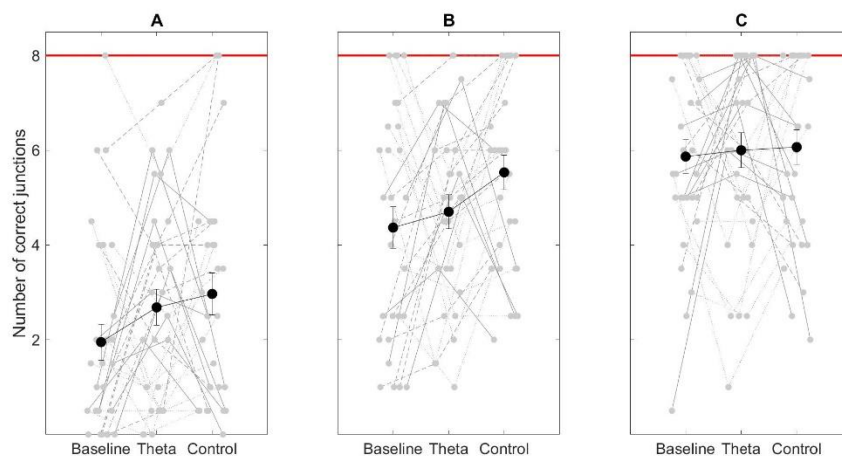 A B C
Number of correct junctions
8
6
4
2
Baseline Theta Control
Baseline Theta Control
Baseline Theta Control